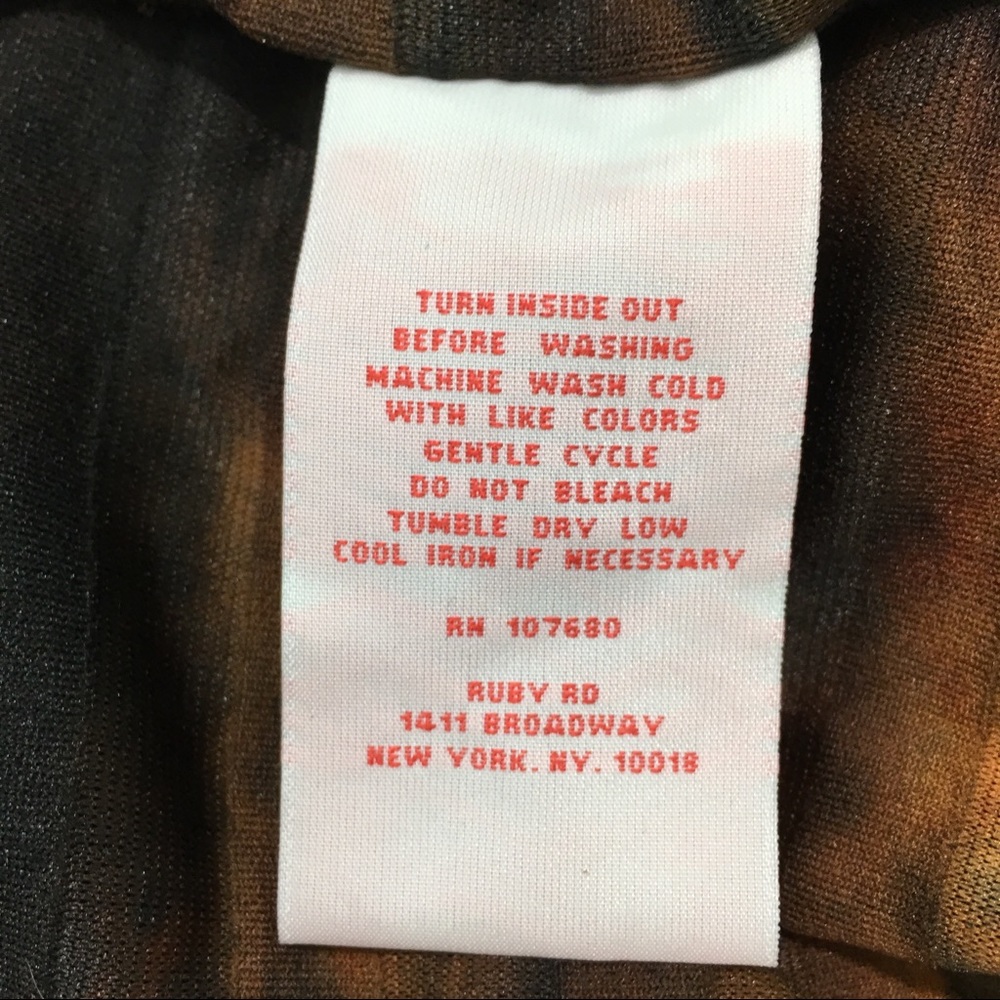 TURN INSIDE OUT
BEFORE WASHING
MACHINE WASH COLD
WITH LIKE COLORS
GENTLE CYCLE
DO NOT BLEACH
TUMBLE DRY LOW
COOL IRON IF NECESSARY
RN 107680
RUBY RD
1411 BROADWAY
NEW YORK. NY. 10018